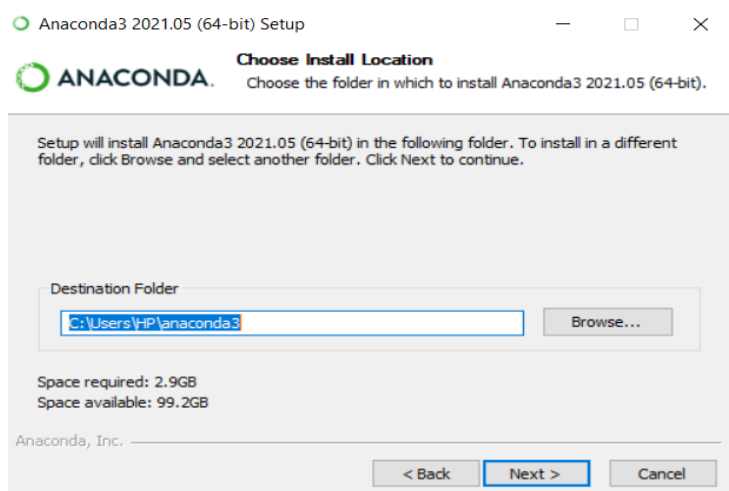 Anaconda3 2021.05 (64-bit) Setup
ANACONDA.
Choose Install Location
Choose the folder in which to install Anaconda3 2021.05 (64-bit).
Setup will install Anaconda3 2021.05 (64-bit) in the following folder. To install in a different
folder, click Browse and select another folder. Click Next to continue.
Destination Folder
C:\Users\HP\anaconda3
Browse...
Space required: 2.9GB
Space available: 99.2GB
Anaconda, Inc.
< Back
Next >
Cancel